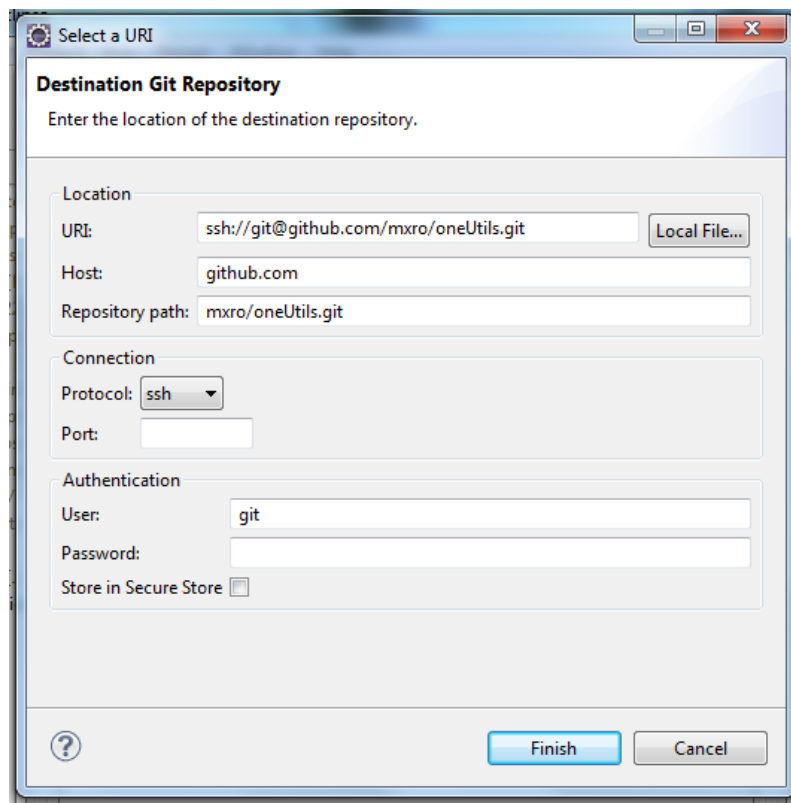 Select a URI
Destination Git Repository
Enter the location of the destination repository.
Location
URI: ssh://git@github.com/mxro/oneUtils.git Local File...
Host: github.com
Repository path: mxro/oneUtils.git
Connection
Protocol: ssh
Port:
Authentication
User: git
Password:
Store in Secure Store
? Finish Cancel